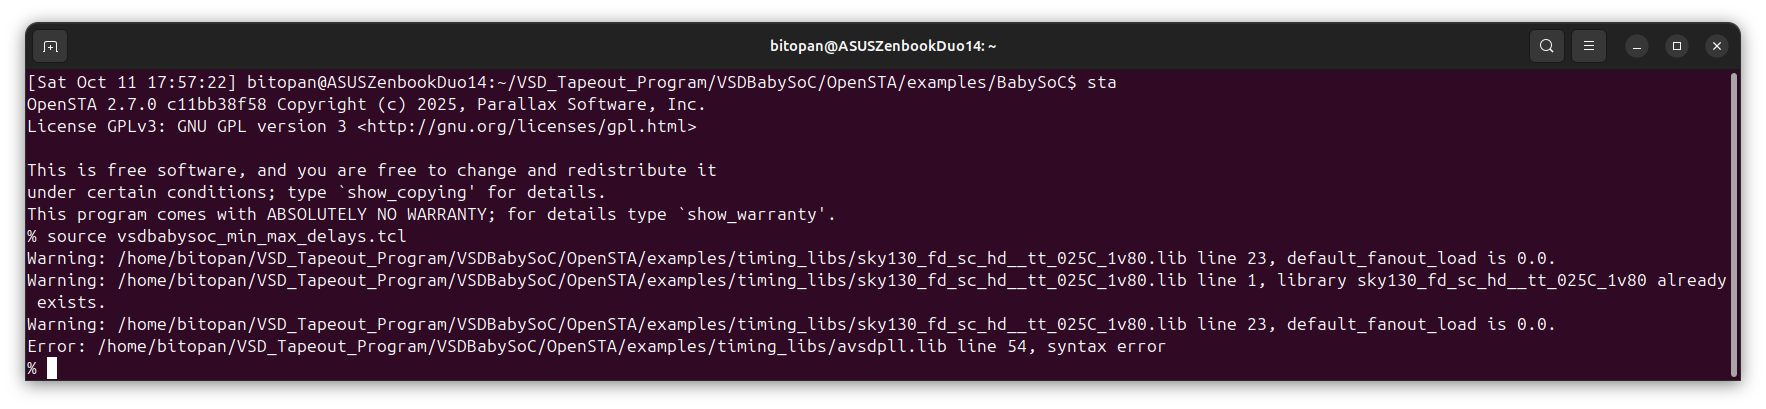 bitopan@ASUSZenbookDuo14: ~
[Sat Oct 11 17:57:22] bitopan@ASUSZenbookDuo14:~/VSD_Tapeout_Program/VSDBabySoC/OpenSTA/examples/BabySoC$ sta
OpenSTA 2.7.0 c11bb38f58 Copyright (c) 2025, Parallax Software, Inc.
License GPLv3: GNU GPL version 3 <http://gnu.org/licenses/gpl.html>

This is free software, and you are free to change and redistribute it
under certain conditions; type `show_copying' for details.
This program comes with ABSOLUTELY NO WARRANTY; for details type `show_warranty'.
% source vsdbabysoc_min_max_delays.tcl
Warning: /home/bitopan/VSD_Tapeout_Program/VSDBabySoC/OpenSTA/examples/timing_libs/sky130_fd_sc_hd__tt_025C_1v80.lib line 23, default_fanout_load is 0.0.
Warning: /home/bitopan/VSD_Tapeout_Program/VSDBabySoC/OpenSTA/examples/timing_libs/sky130_fd_sc_hd__tt_025C_1v80.lib line 1, library sky130_fd_sc_hd__tt_025C_1v80 already
 exists.
Warning: /home/bitopan/VSD_Tapeout_Program/VSDBabySoC/OpenSTA/examples/timing_libs/sky130_fd_sc_hd__tt_025C_1v80.lib line 23, default_fanout_load is 0.0.
Error: /home/bitopan/VSD_Tapeout_Program/VSDBabySoC/OpenSTA/examples/timing_libs/avsdpll.lib line 54, syntax error
%